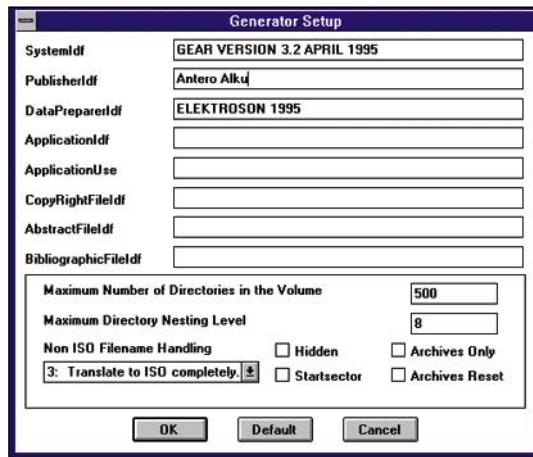 Generator Setup
SystemIdf GEAR VERSION 3.2 APRIL 1995
PublisherIdf Antero Alku
DataPreparerIdf ELEKTROSON 1995
ApplicationIdf
ApplicationUse
CopyRightFileIdf
AbstractFileIdf
BibliographicFileIdf
Maximum Number of Directories in the Volume 500
Maximum Directory Nesting Level 8
Non ISO Filename Handling Hidden Archives Only
3: Translate to ISO completely. Startsector Archives Reset
OK Default Cancel